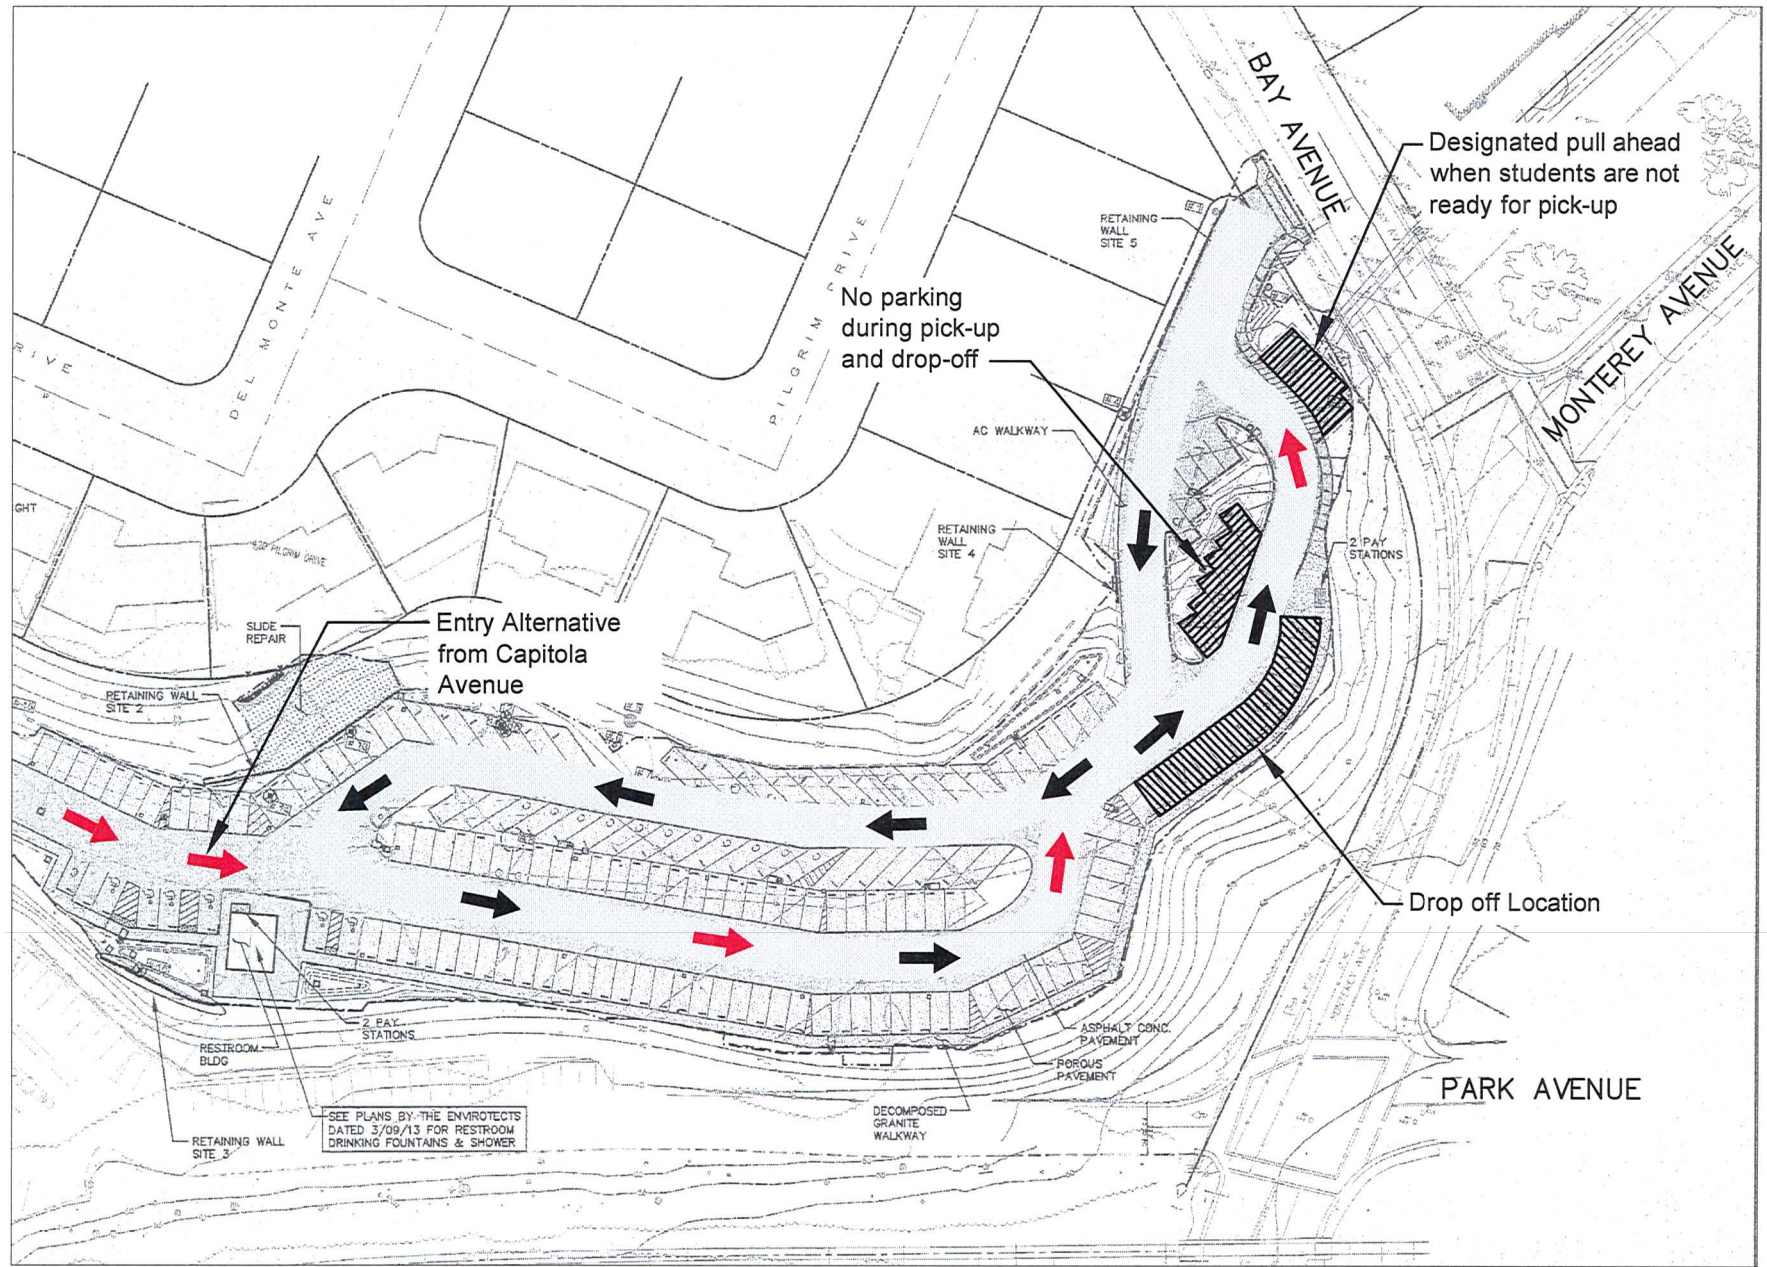 BAY AVENUE
Designated pull ahead
when students are not
ready for pick-up
MONTEREY AVENUE
RETAINING
WALL
SITE 5
No parking
during pick-up
and drop-off
DEL MONTE AVE
PILGRIM DRIVE
RIVE
AC WALKWAY
GHT
RETAINING
WALL
SITE 4
2 PAY
STATIONS
Entry Alternative
from Capitola
Avenue
SLIDE
REPAIR
RETAINING WALL
SITE 2
Drop off Location
2 PAY
STATIONS
RESTROOM
BLDG
ASPHALT CONC.
PAVEMENT
POROUS
PAVEMENT
PARK AVENUE
DECOMPOSED
GRANITE
WALKWAY
SEE PLANS BY THE ENVIROTECTS
DATED 3/09/13 FOR RESTROOM
DRINKING FOUNTAINS & SHOWER
RETAINING WALL
SITE 3